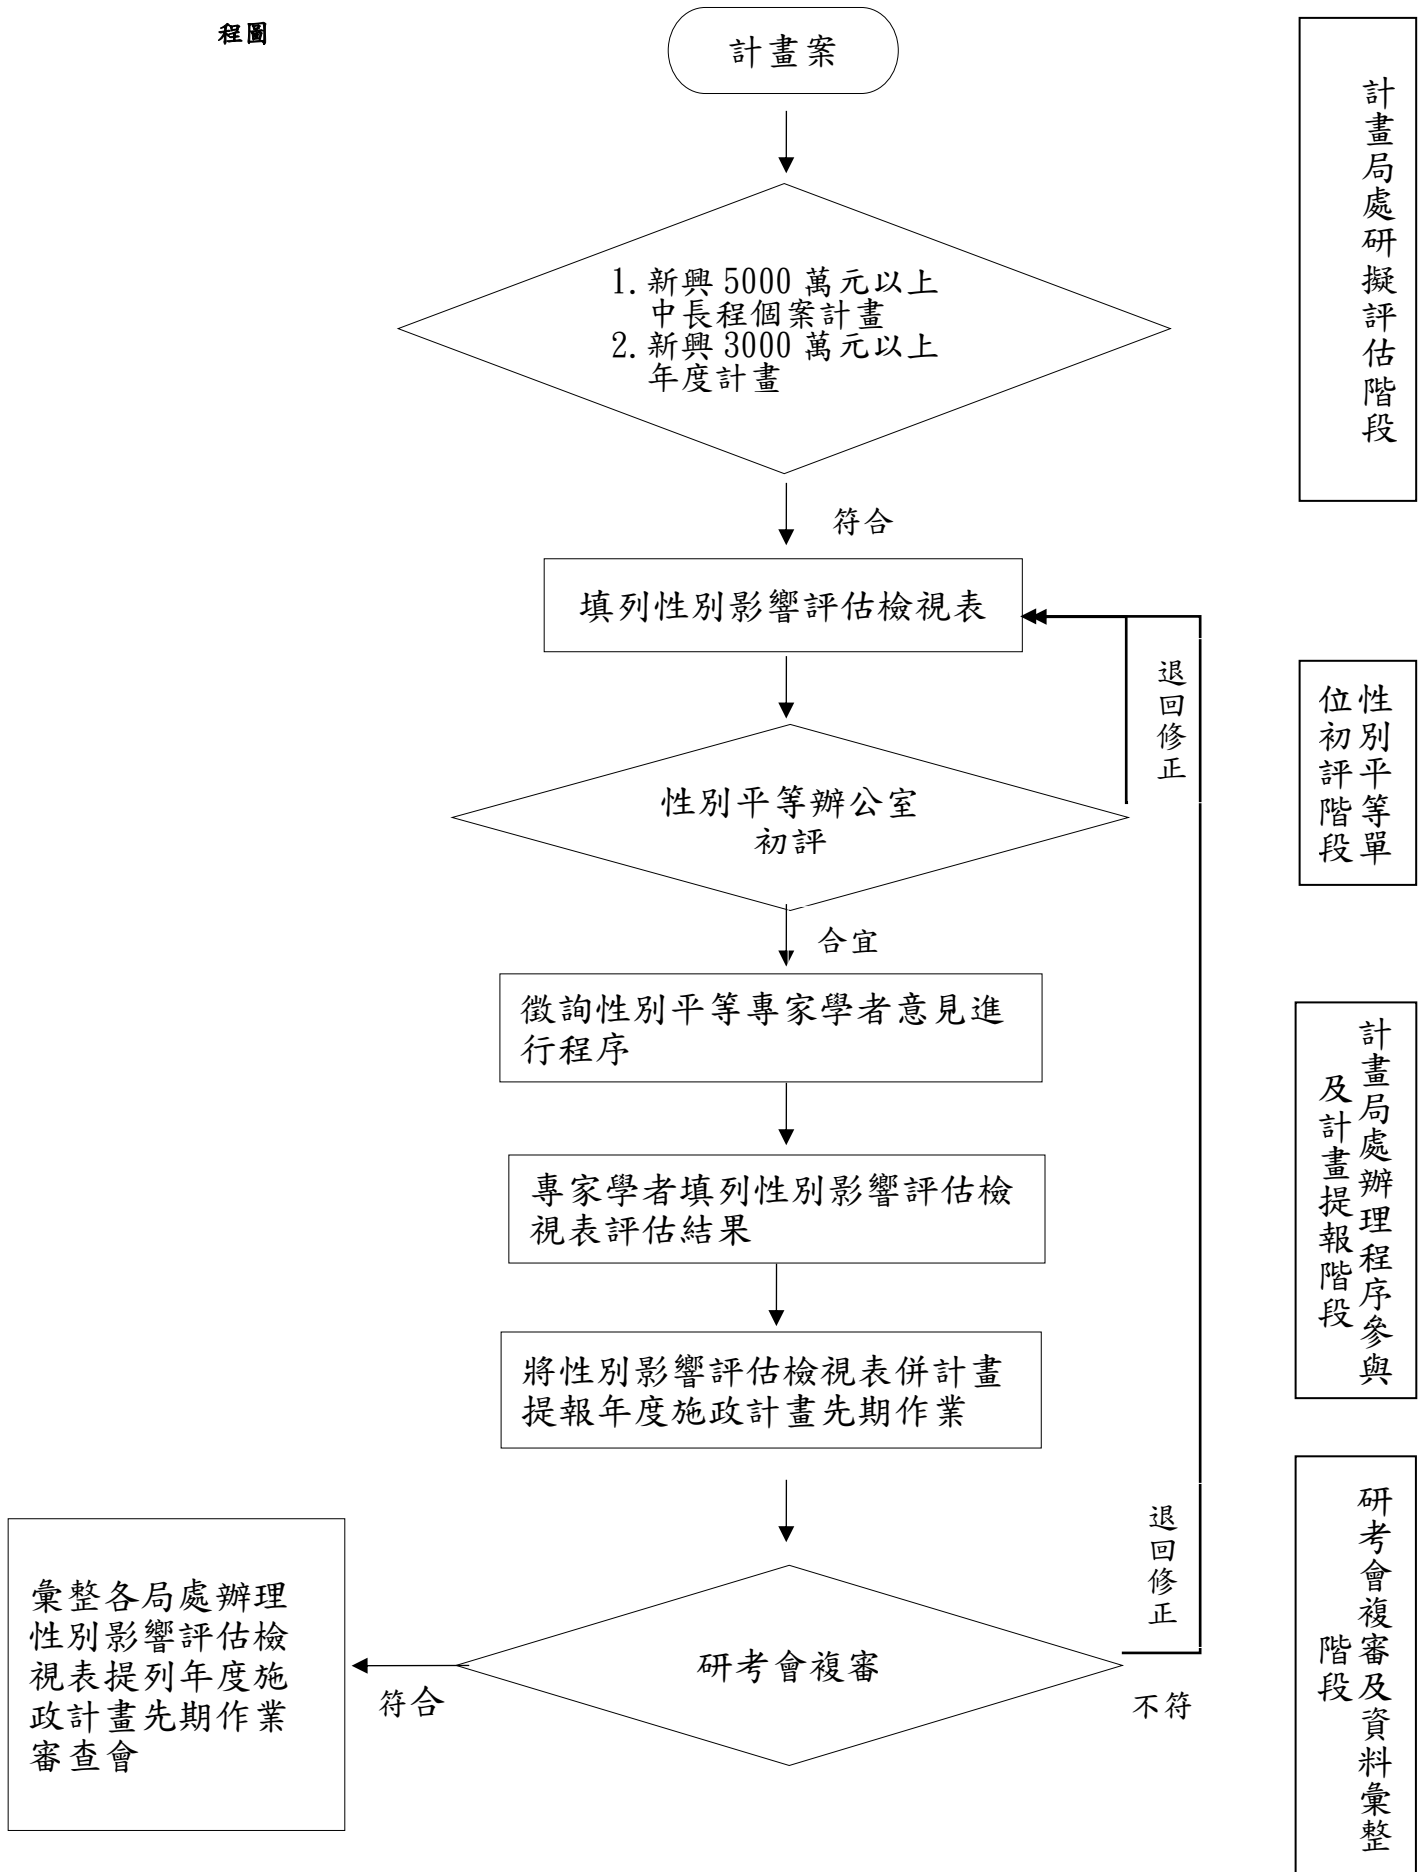 程圖
計畫案
1. 新興 5000 萬元以上
中長程個案計畫
2. 新興 3000 萬元以上
年度計畫
符合
填列性別影響評估檢視表
退回修正
性別平等辦公室
初評
合宜
徵詢性別平等專家學者意見進
行程序
專家學者填列性別影響評估檢
視表評估結果
將性別影響評估檢視表併計畫
提報年度施政計畫先期作業
退回修正
研考會複審
符合
不符
彙整各局處辦理
性別影響評估檢
視表提列年度施
政計畫先期作業
審查會
計畫局處研擬評估階段
性別平等單
位初評階段
計畫局處辦理程序參與
及計畫提報階段
研考會複審及資料彙整
階段